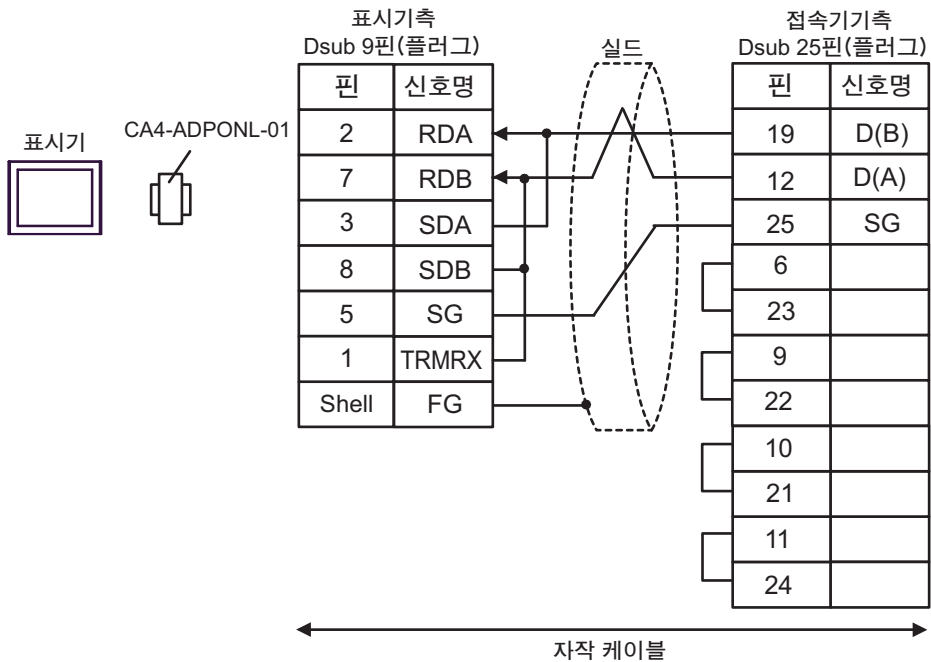 표시기측
Dsub 9핀(플러그)
핀 신호명
2 RDA
7 RDB
3 SDA
8 SDB
5 SG
1 TRMRX
Shell FG
표시기
CA4-ADPONL-01
실드
접속기기측
Dsub 25핀(플러그)
핀 신호명
19 D(B)
12 D(A)
25 SG
6
23
9
22
10
21
11
24
자작 케이블